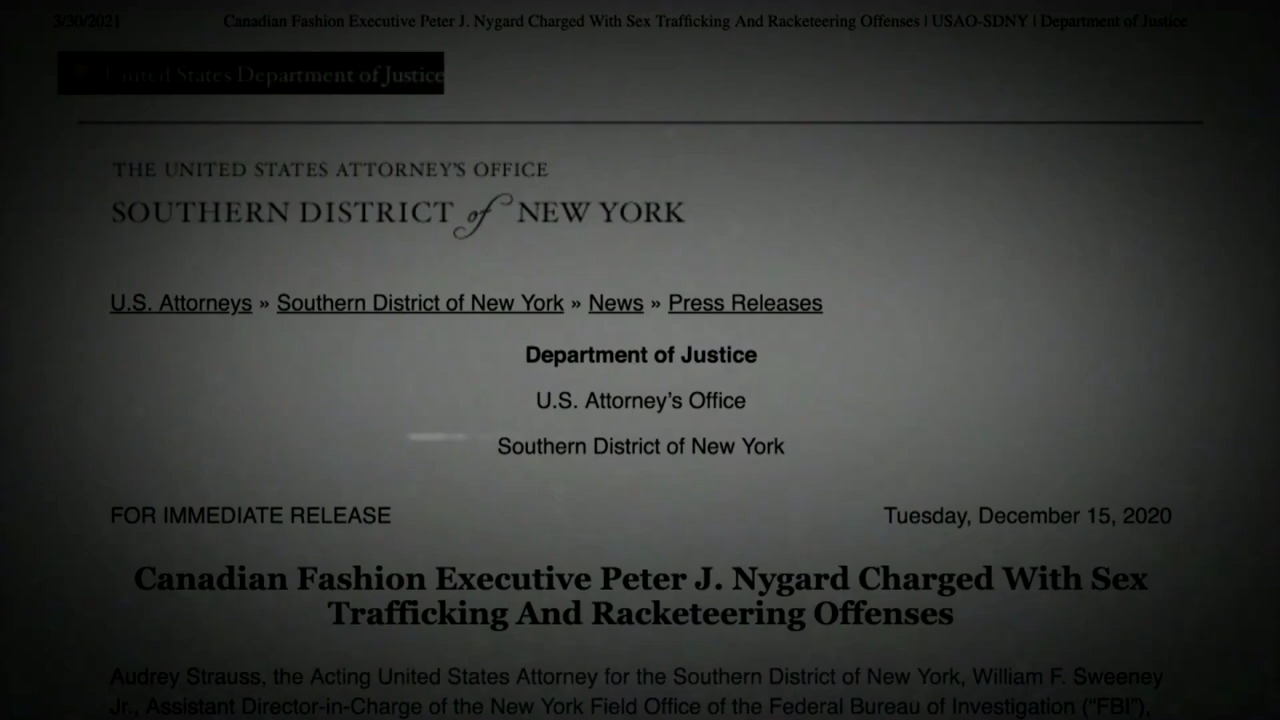 3/30/2021 Canadian Fashion Executive Peter J. Nygard Charged With Sex Trafficking And Racketeering Offenses | USAO-SDNY | Department of Justice
United States Department of Justice
THE UNITED STATES ATTORNEY'S OFFICE
SOUTHERN DISTRICT of NEW YORK
U.S. Attorneys » Southern District of New York » News » Press Releases
Department of Justice
U.S. Attorney's Office
Southern District of New York
FOR IMMEDIATE RELEASE Tuesday, December 15, 2020
Canadian Fashion Executive Peter J. Nygard Charged With Sex
Trafficking And Racketeering Offenses
Audrey Strauss, the Acting United States Attorney for the Southern District of New York, William F. Sweeney
Jr., Assistant Director-in-Charge of the New York Field Office of the Federal Bureau of Investigation ("FBI"),